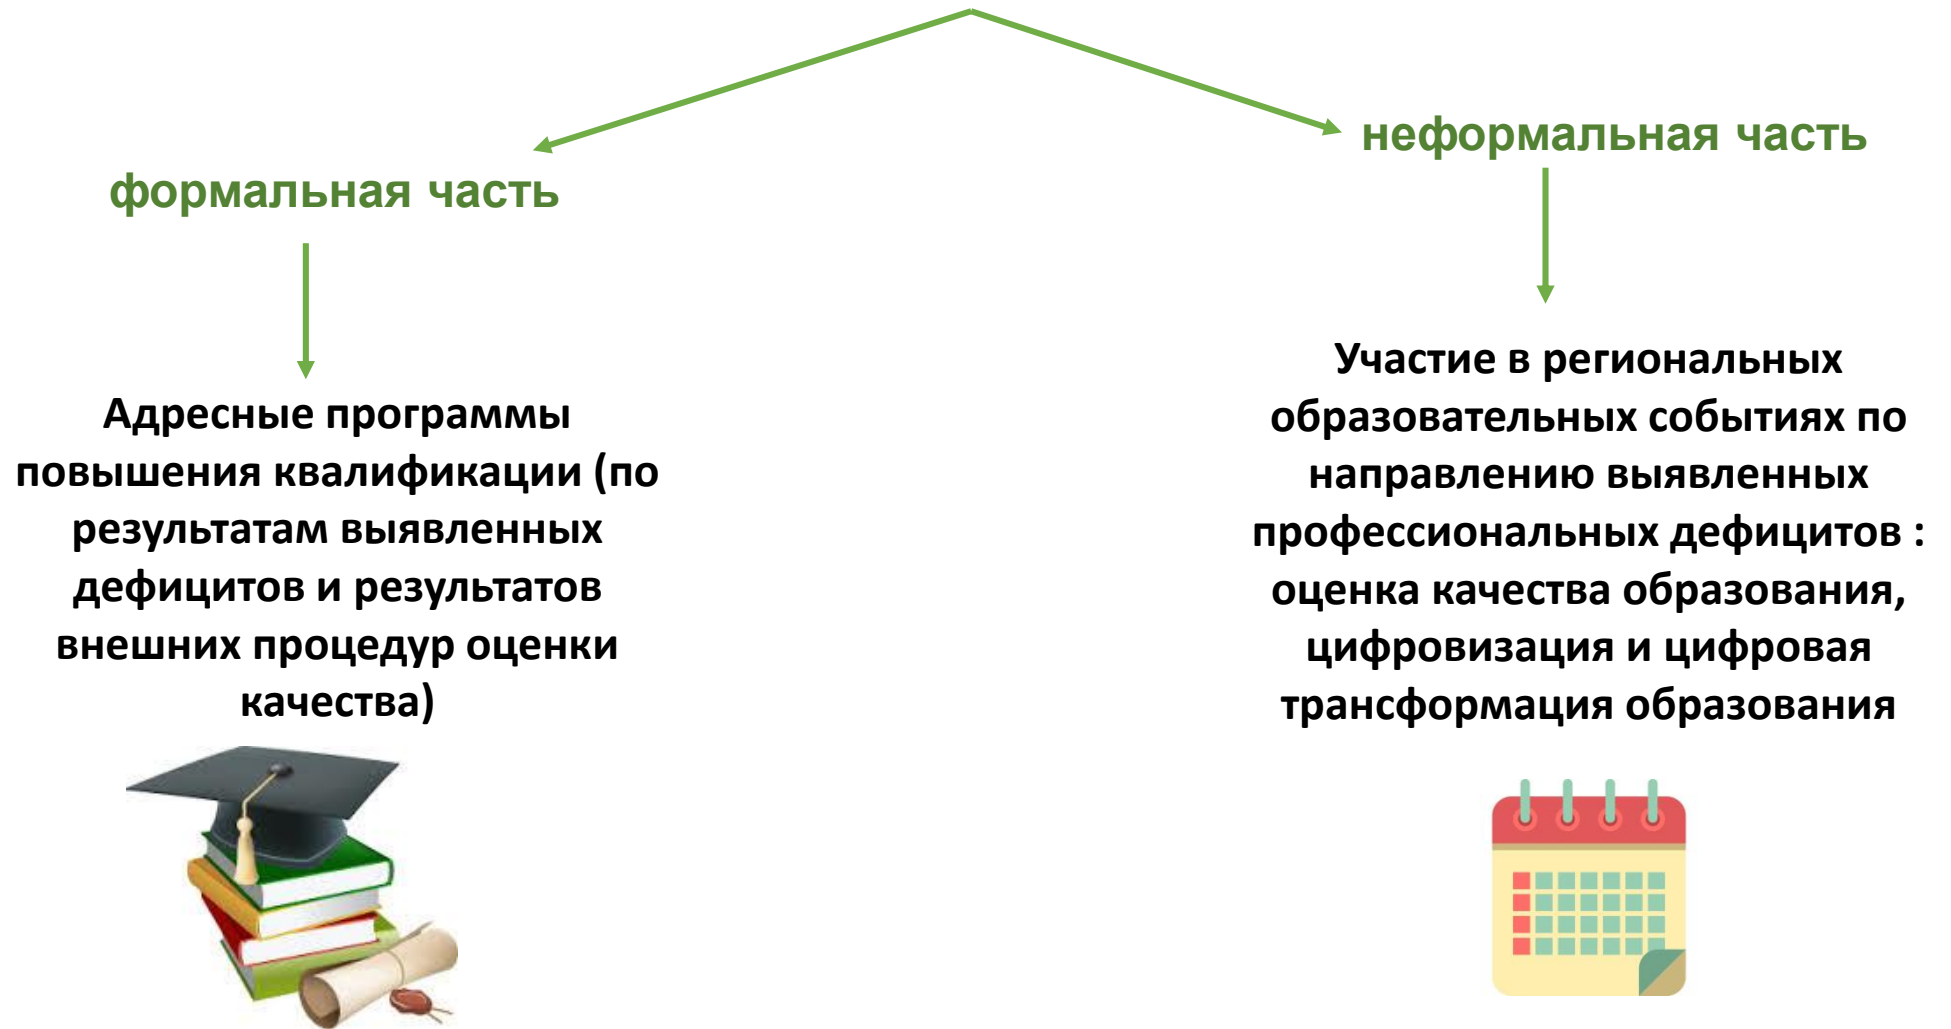 формальная часть
Адресные программы
повышения квалификации (по
результатам выявленных
дефицитов и результатов
внешних процедур оценки
качества)
неформальная часть
Участие в региональных
образовательных событиях по
направлению выявленных
профессиональных дефицитов :
оценка качества образования,
цифровизация и цифровая
трансформация образования